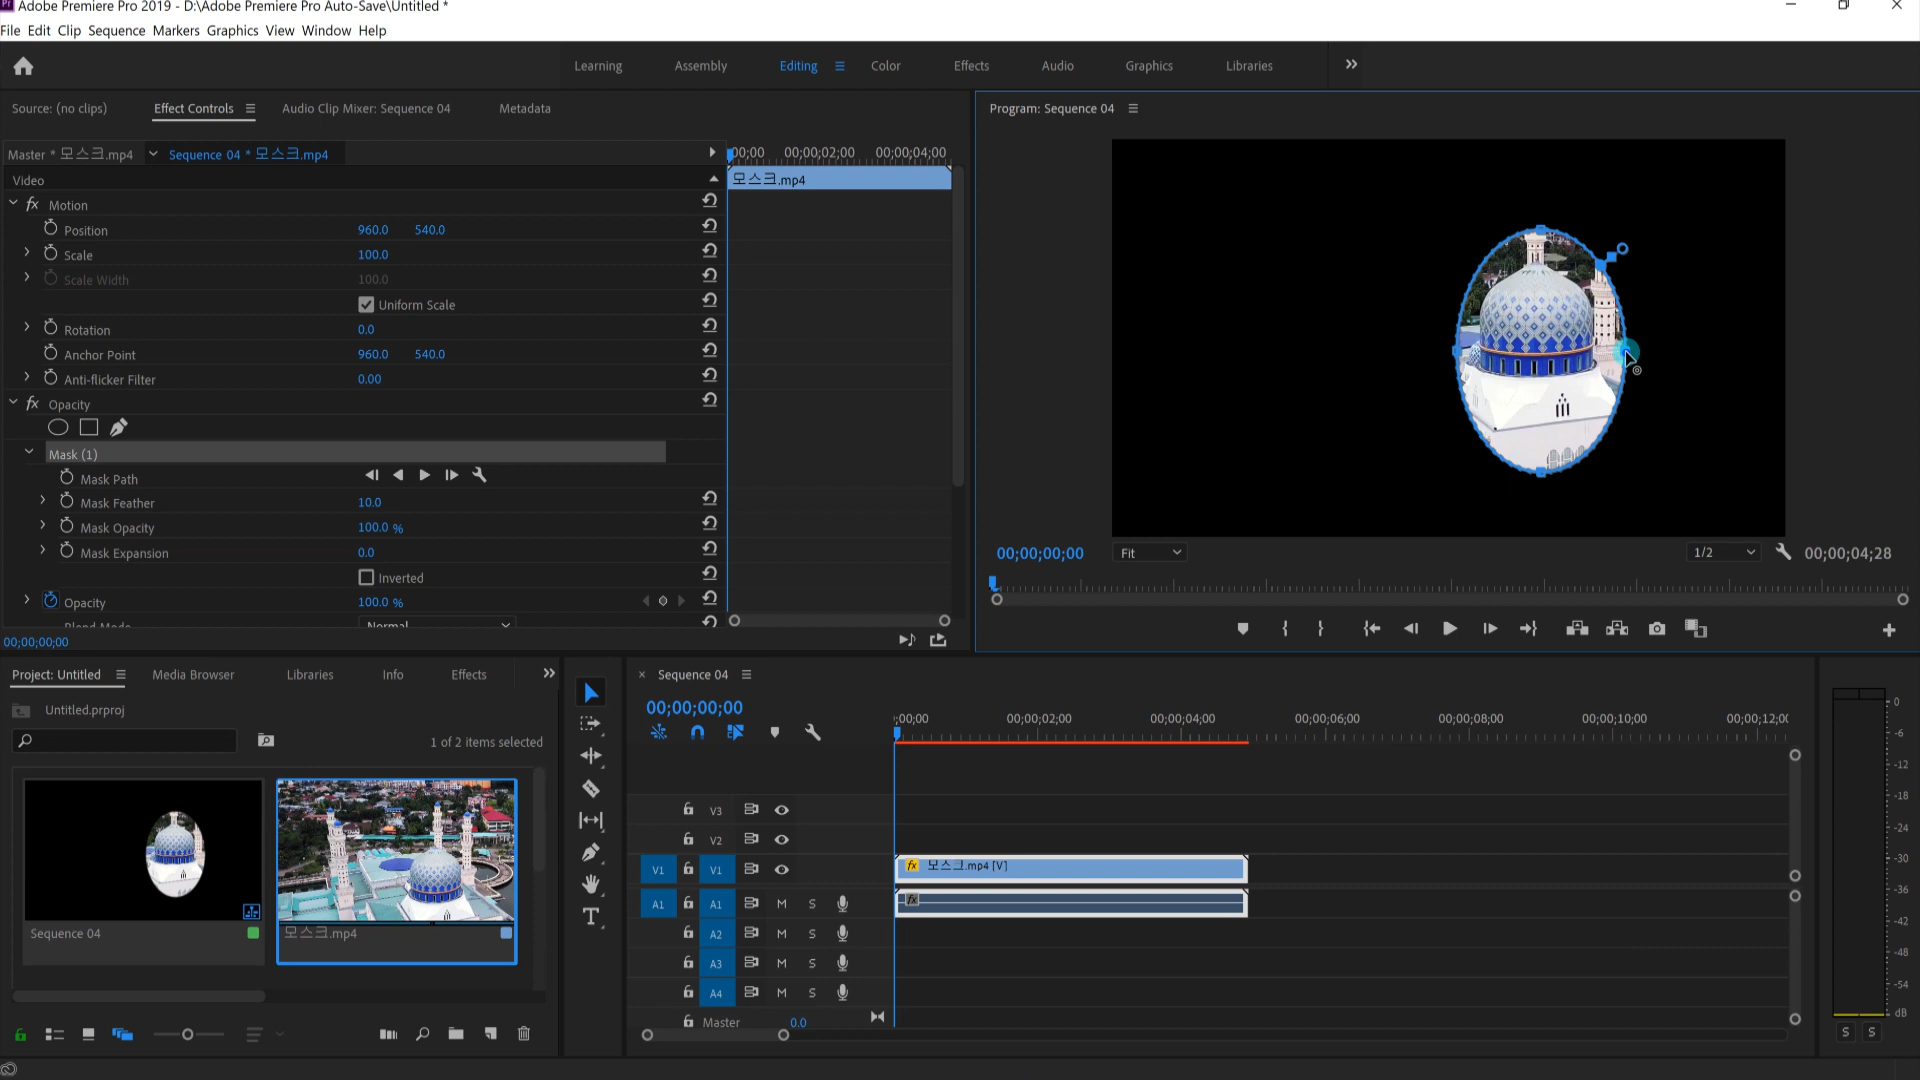 Pr Adobe Premiere Pro 2019 - D:\Adobe Premiere Pro Auto-Save\Untitled *
File Edit Clip Sequence Markers Graphics View Window Help
Learning Assembly Editing Color Effects Audio Graphics Libraries
Source: (no clips) Effect Controls Audio Clip Mixer: Sequence 04 Metadata
Program: Sequence 04
Master * 모스크.mp4 Sequence 04 * 모스크.mp4
00;00 00;00;02;00 00;00;04;00
Video
모스크.mp4
fx Motion
Position 960.0 540.0
Scale 100.0
Scale Width 100.0
Uniform Scale
Rotation 0.0
Anchor Point 960.0 540.0
Anti-flicker Filter 0.00
fx Opacity
Mask (1)
Mask Path
Mask Feather 10.0
Mask Opacity 100.0 %
Mask Expansion 0.0
Inverted
Opacity 100.0 %
Blend Mode Normal
00;00;00;00
00;00;00;00 Fit 1/2 00;00;04;28
Project: Untitled Media Browser Libraries Info Effects
Untitled.prproj
1 of 2 items selected
Sequence 04
모스크.mp4
Sequence 04
00;00;00;00
;00;00 00;00;02;00 00;00;04;00 00;00;06;00 00;00;08;00 00;00;10;00 00;00;12;0
V3
V2
V1 V1
fx 모스크.mp4 [V]
A1 A1 M S
fx
A2 M S
A3 M S
A4 M S
Master 0.0
T
0
-6
-12
-18
-24
-30
-36
-42
-48
-54
dB
S S